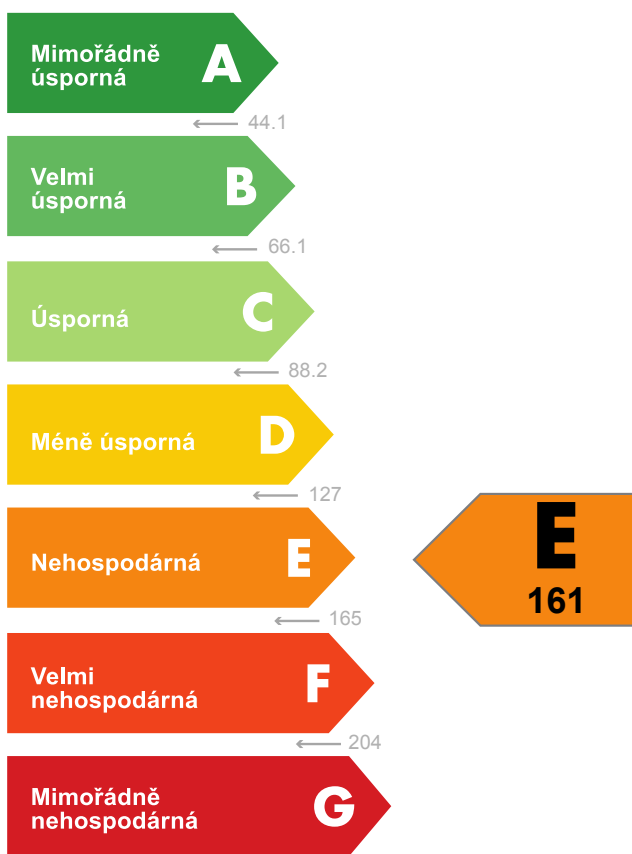 Mimořádně
úsporná
A
44.1
Velmi
úsporná
B
66.1
Úsporná
C
88.2
Méně úsporná
D
127
Nehospodárná
E
E
161
165
Velmi
nehospodárná
F
204
Mimořádně
nehospodárná
G